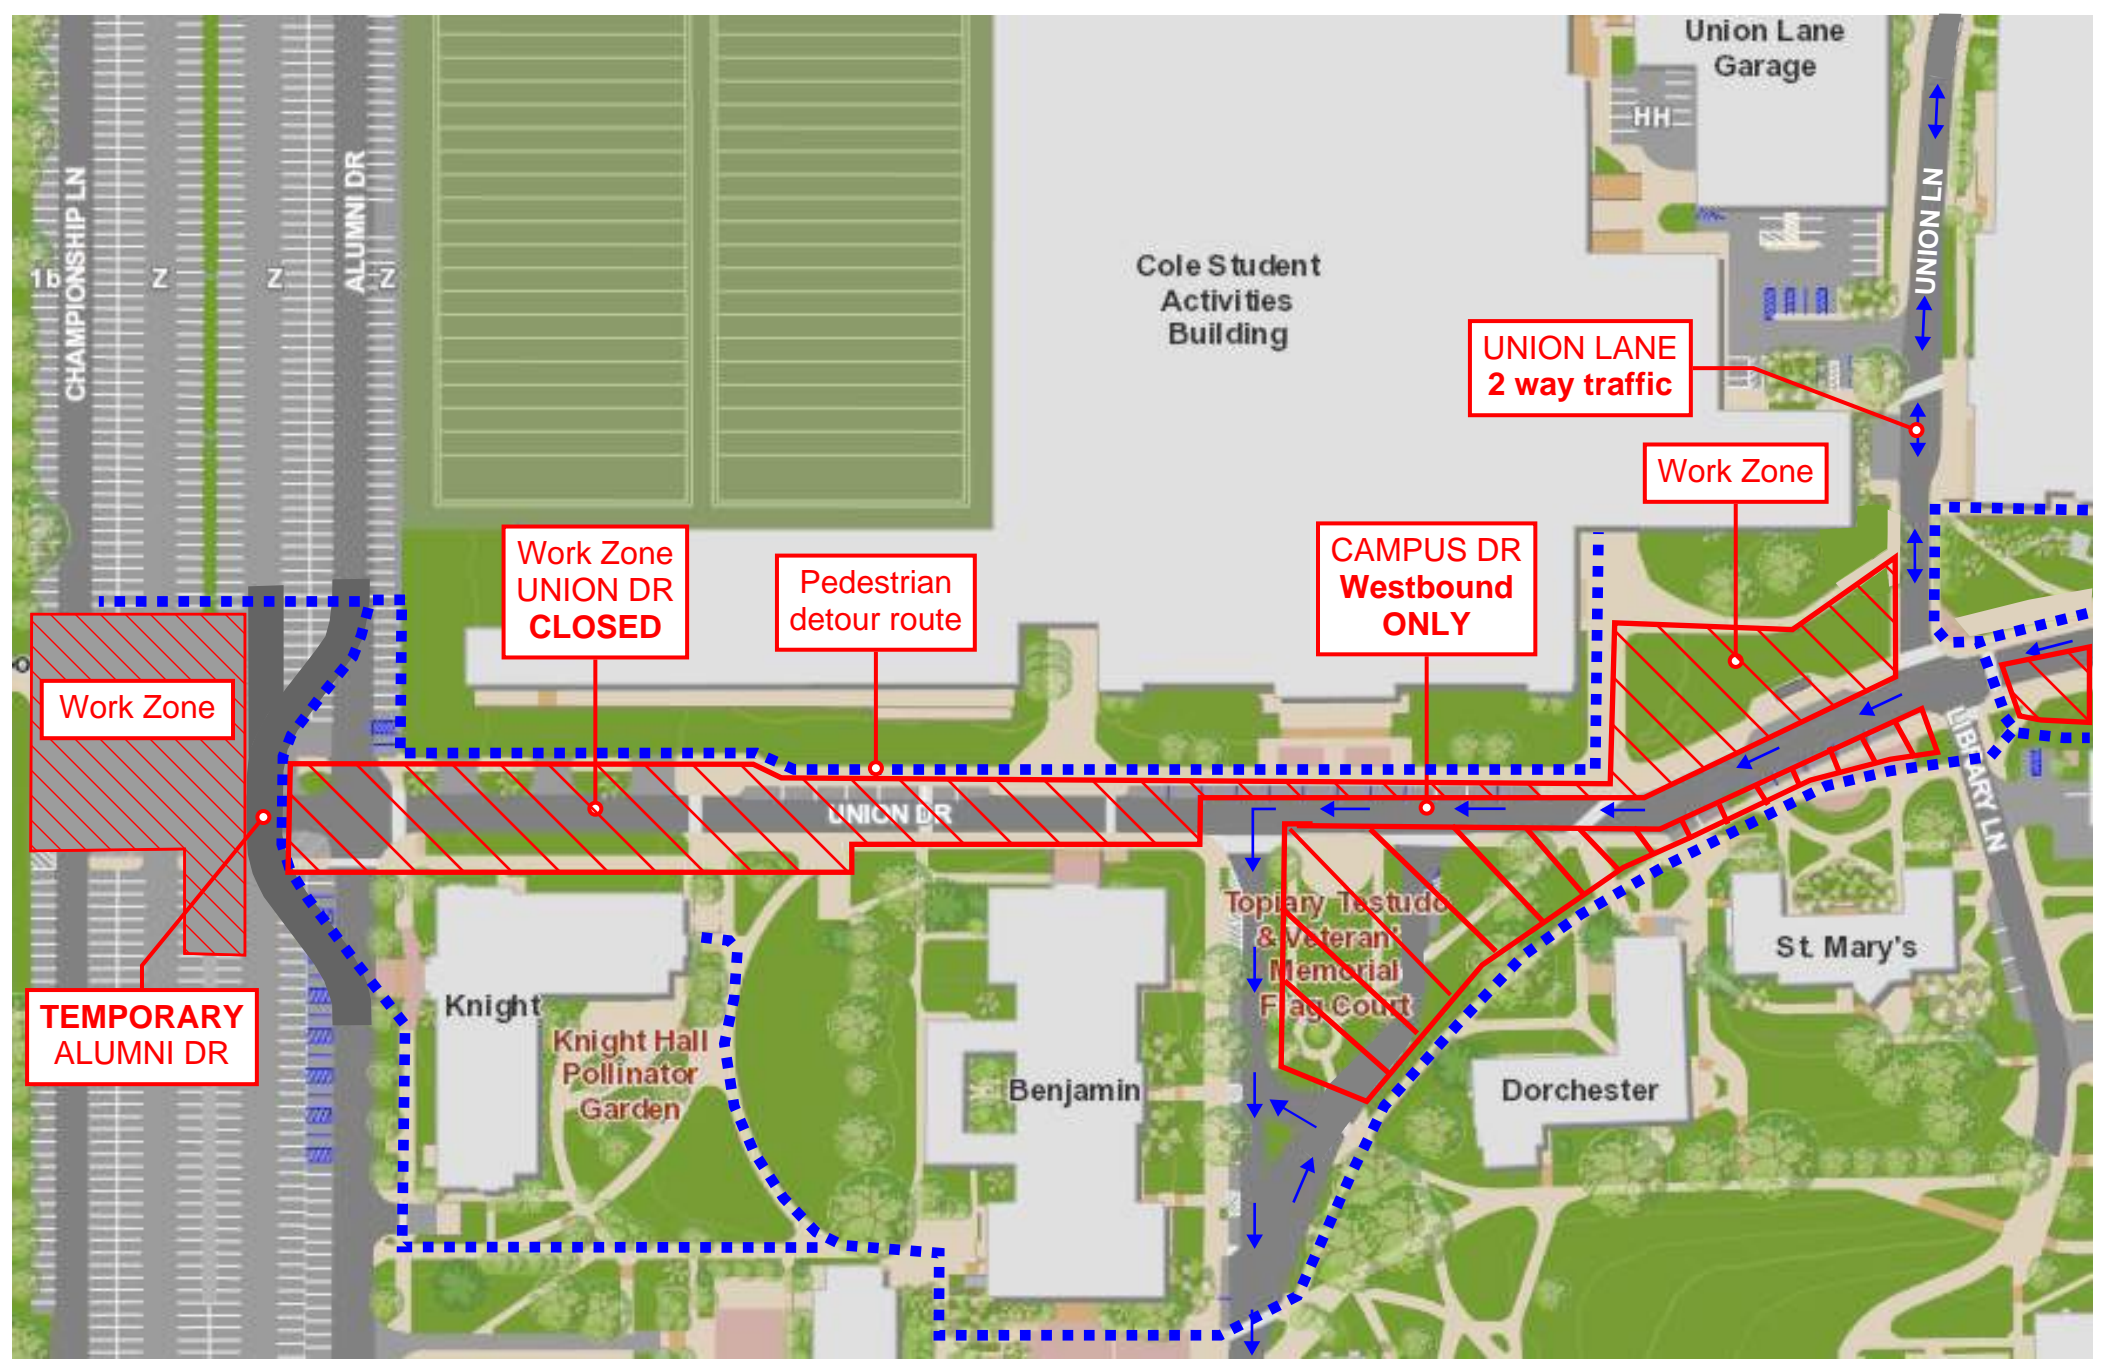 Union Lane
Garage
HH
UNION LN
CHAMPIONSHIP LN
ALUMNI DR
1b
Z
Z
Z
Cole Student
Activities
Building
UNION LANE
2 way traffic
Work Zone
Work Zone
UNION DR
CLOSED
Pedestrian
detour route
CAMPUS DR
Westbound
ONLY
Work Zone
UNION DR
LIBRARY LN
Topiary Testudo
& Veteran'
Memorial
Flag Court
St. Mary's
TEMPORARY
ALUMNI DR
Knight
Knight Hall
Pollinator
Garden
Benjamin
Dorchester